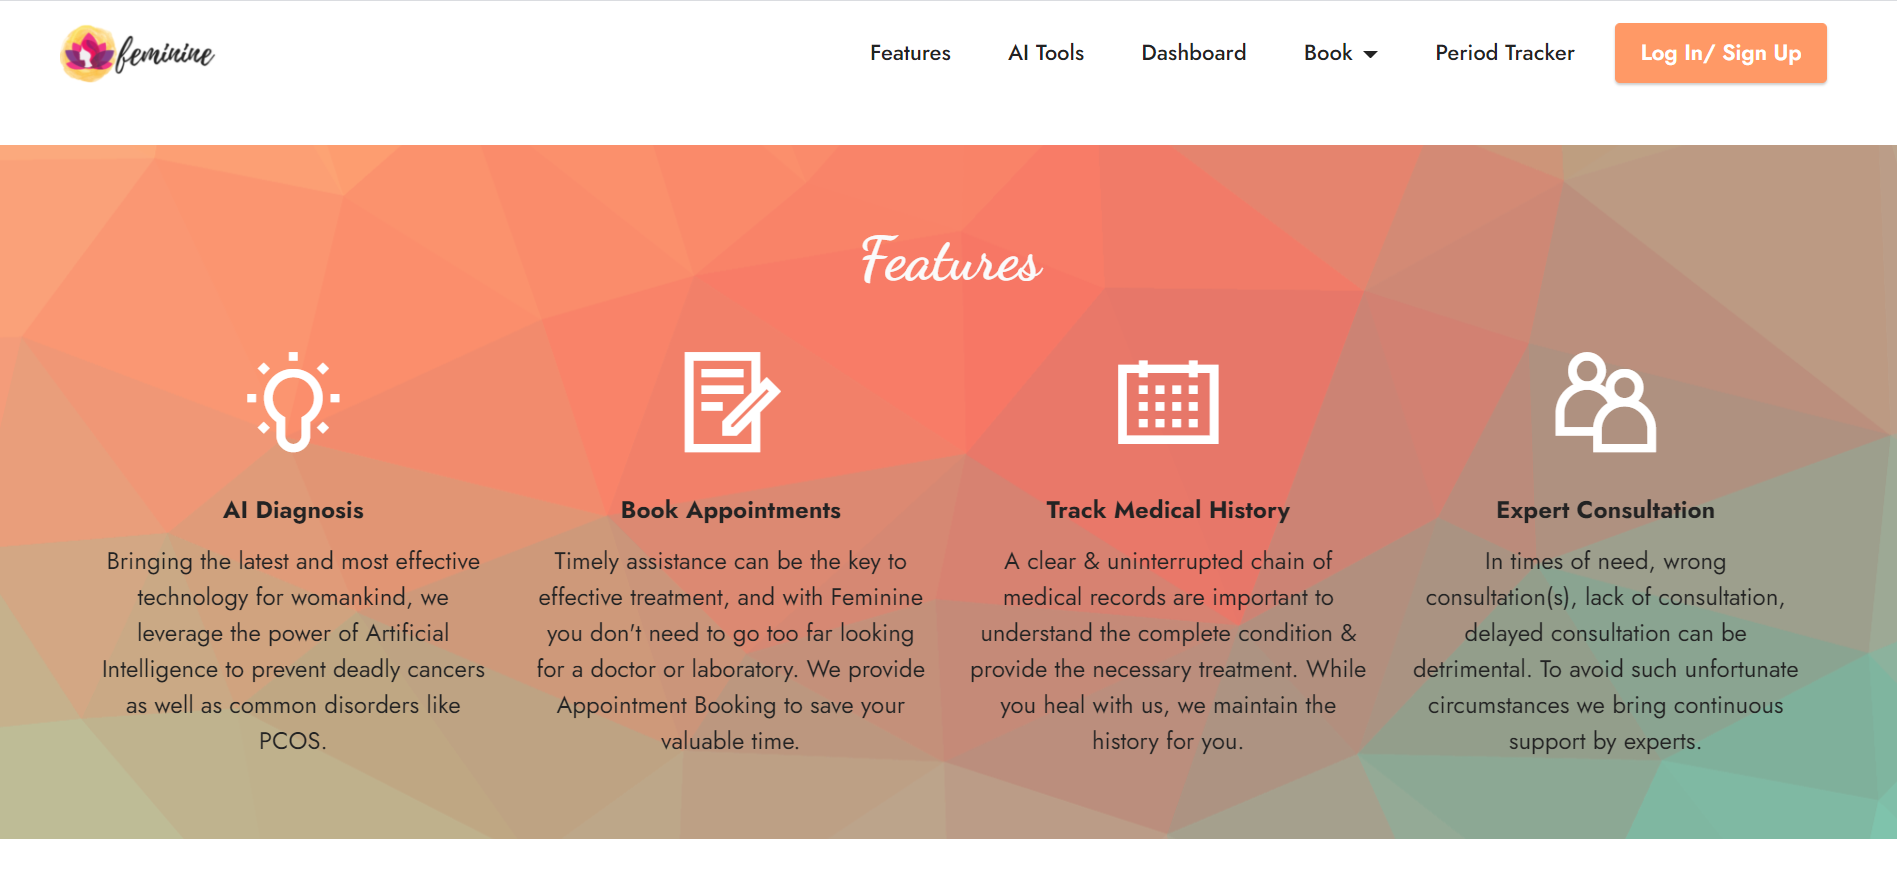 feminine
Features
AI Tools
Dashboard
Book
Period Tracker
Log In/ Sign Up
Features
AI Diagnosis
Bringing the latest and most effective
technology for womankind, we
leverage the power of Artificial
Intelligence to prevent deadly cancers
as well as common disorders like
PCOS.
Book Appointments
Timely assistance can be the key to
effective treatment, and with Feminine
you don't need to go too far looking
for a doctor or laboratory. We provide
Appointment Booking to save your
valuable time.
Track Medical History
A clear & uninterrupted chain of
medical records are important to
understand the complete condition &
provide the necessary treatment. While
you heal with us, we maintain the
history for you.
Expert Consultation
In times of need, wrong
consultation(s), lack of consultation,
delayed consultation can be
detrimental. To avoid such unfortunate
circumstances we bring continuous
support by experts.